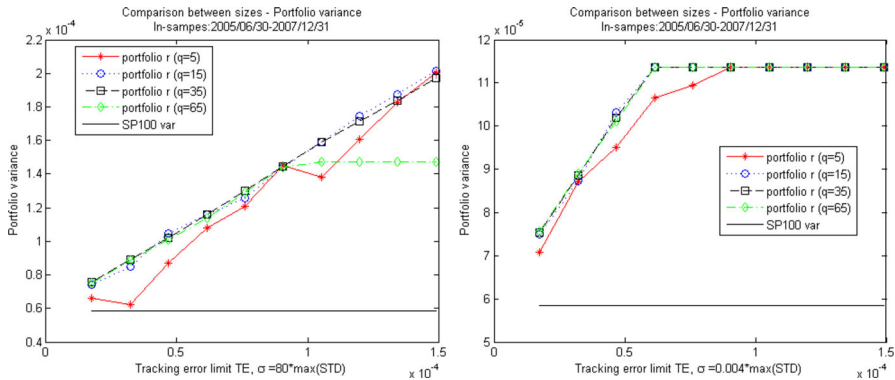 Comparison between sizes - Portfolio variance
In-sampes:2005/06/30-2007/12/31
x 10⁻⁴
2.2
2
1.8
1.6
1.4
1.2
1
0.8
0.6
0.4
Portfolio variance
portfolio r (q=5)
portfolio r (q=15)
portfolio r (q=35)
portfolio r (q=65)
SP100 var
0
0.5
1
1.5
Tracking error limit TE, σ =80*max(STD)
x 10⁻⁴
Comparison between sizes - Portfolio variance
In-sampes:2005/06/30-2007/12/31
x 10⁻⁵
12
11
10
9
8
7
6
5
Portfolio variance
portfolio r (q=5)
portfolio r (q=15)
portfolio r (q=35)
portfolio r (q=65)
SP100 var
0
0.5
1
1.5
Tracking error limit TE, σ =0.004*max(STD)
x 10⁻⁴